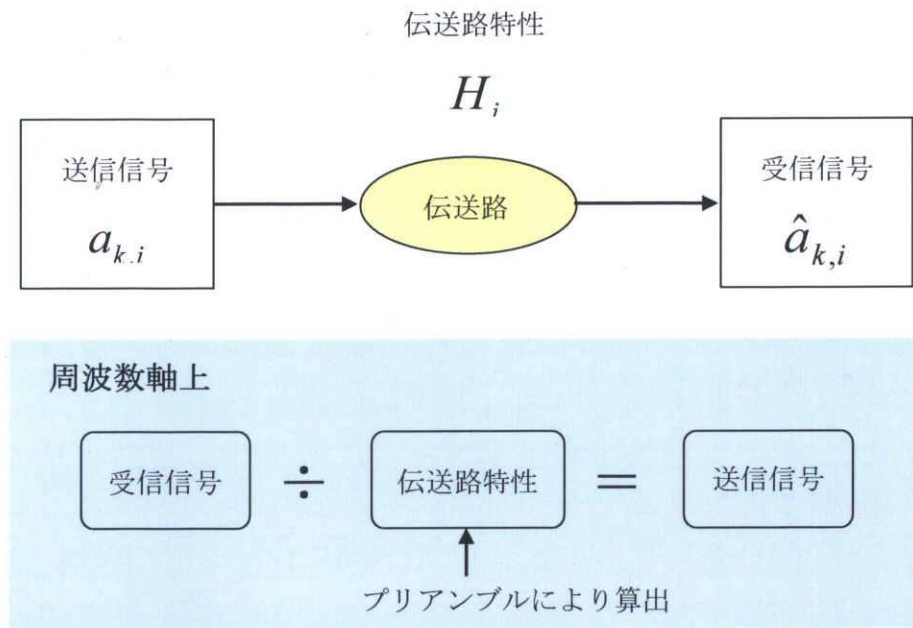 伝送路特性
H_i
送信信号
a_{k.i}
伝送路
受信信号
â_{k,i}
周波数軸上
受信信号 ÷ 伝送路特性 = 送信信号
プリアンブルにより算出